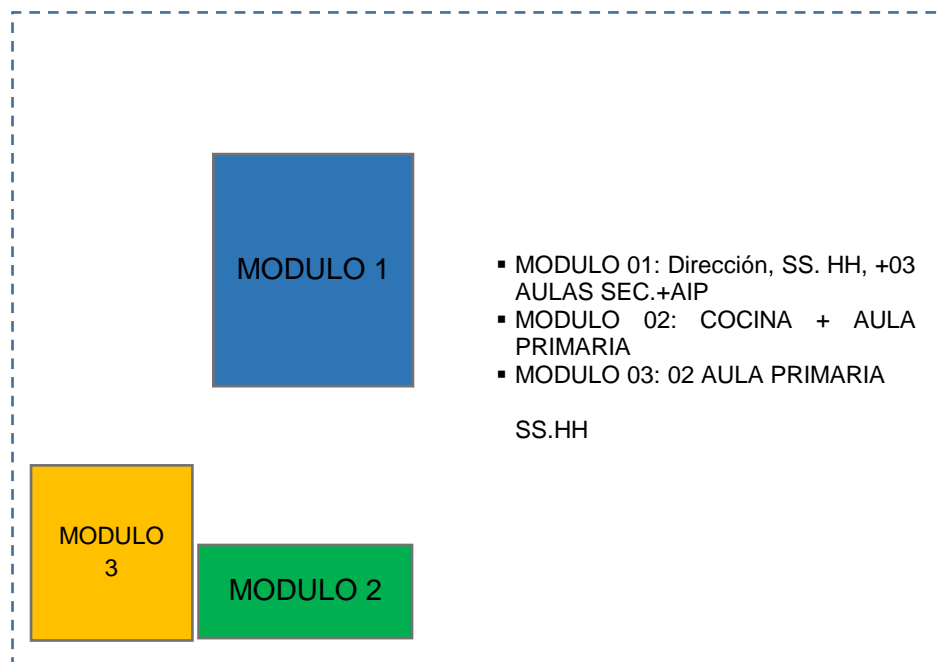 MODULO 1
▪ MODULO 01: Dirección, SS. HH, +03
AULAS SEC.+AIP
▪ MODULO 02: COCINA + AULA
PRIMARIA
▪ MODULO 03: 02 AULA PRIMARIA
SS.HH
MODULO
3
MODULO 2